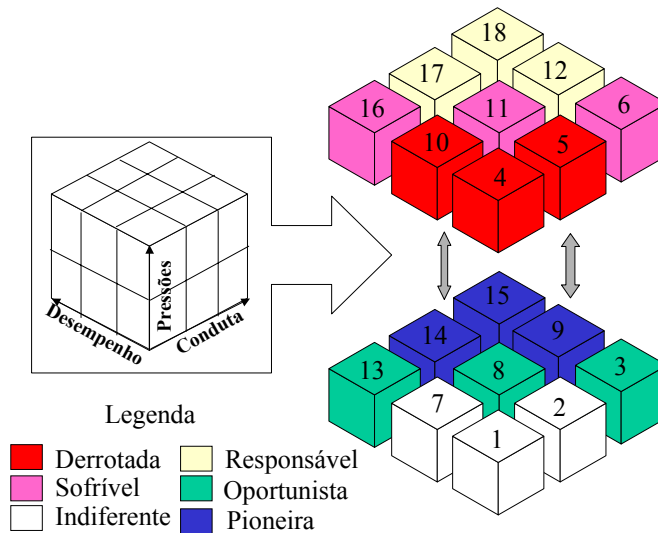 18
17
12
16
11
6
10
5
4
Desempenho
Pressões
Conduta
15
14
9
13
8
3
7
2
1
Legenda
Derrotada
Responsável
Sofrível
Oportunista
Indiferente
Pioneira